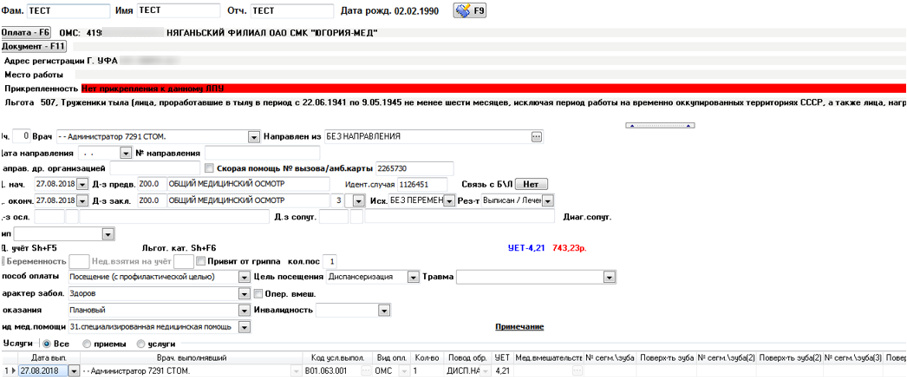 Фам. ТЕСТ Имя ТЕСТ Отч. ТЕСТ Дата рожд. 02.02.1990 F9
Оплата - F6 ОМС: 419 НЯГАНЬСКИЙ ФИЛИАЛ ОАО СМК "ЮГОРИЯ-МЕД"
Документ - F11
Адрес регистрации Г. УФА
Место работы
Прикрепленность Нет прикрепления к данному ЛПУ
Льгота 507, Труженики тыла (лица, проработавшие в тылу в период с 22.06.1941 по 9.05.1945 не менее шести месяцев, исключая период работы на временно оккупированных территориях СССР, а также лица, нагр
ч. 0 Врач - - Администратор 7291 СТОМ. Направлен из БЕЗ НАПРАВЛЕНИЯ ...
Дата направления . . № направления
аправ. др. организацией Скорая помощь № вызова/амб.карты 2265730
. нач. 27.08.2018 Д-з предв. Z00.0 ОБЩИЙ МЕДИЦИНСКИЙ ОСМОТР Идент.случая 1126451 Связь с Б\Л Нет
. оконч. 27.08.2018 Д-з закл. Z00.0 ОБЩИЙ МЕДИЦИНСКИЙ ОСМОТР 3 Исх. БЕЗ ПЕРЕМЕН Рез-т Выписан / Лечен
-з осл. Д.з сопут. Диаг.сопут.
ип
Д. учёт Sh+F5 Льгот. кат. Sh+F6 УЕТ-4,21 743,23р.
Беременность Нед.взятия на учёт Привит от гриппа кол.пос 1
пособ оплаты Посещение (с профилактической целью) Цель посещения Диспансеризация Травма
арактер забол. Здоров Опер. вмеш.
оказания Плановый Инвалидность
ид мед.помощи 31.специализированная медицинская помощь Примечание
Услуги Все приемы услуги
Дата вып. Врач. выполнявший Код усл.выпол. Вид опл. Кол-во Повод обр. УЕТ Мед.вмешательств № сегм.\зуба Поверх-ть зуба № сегм.\зуба(2) Поверх-ть зуба(2) № сегм.\зуба(3) Повер
1 27.08.2018 - - Администратор 7291 СТОМ. B01.063.001 ОМС 1 ДИСП.НА 4,21